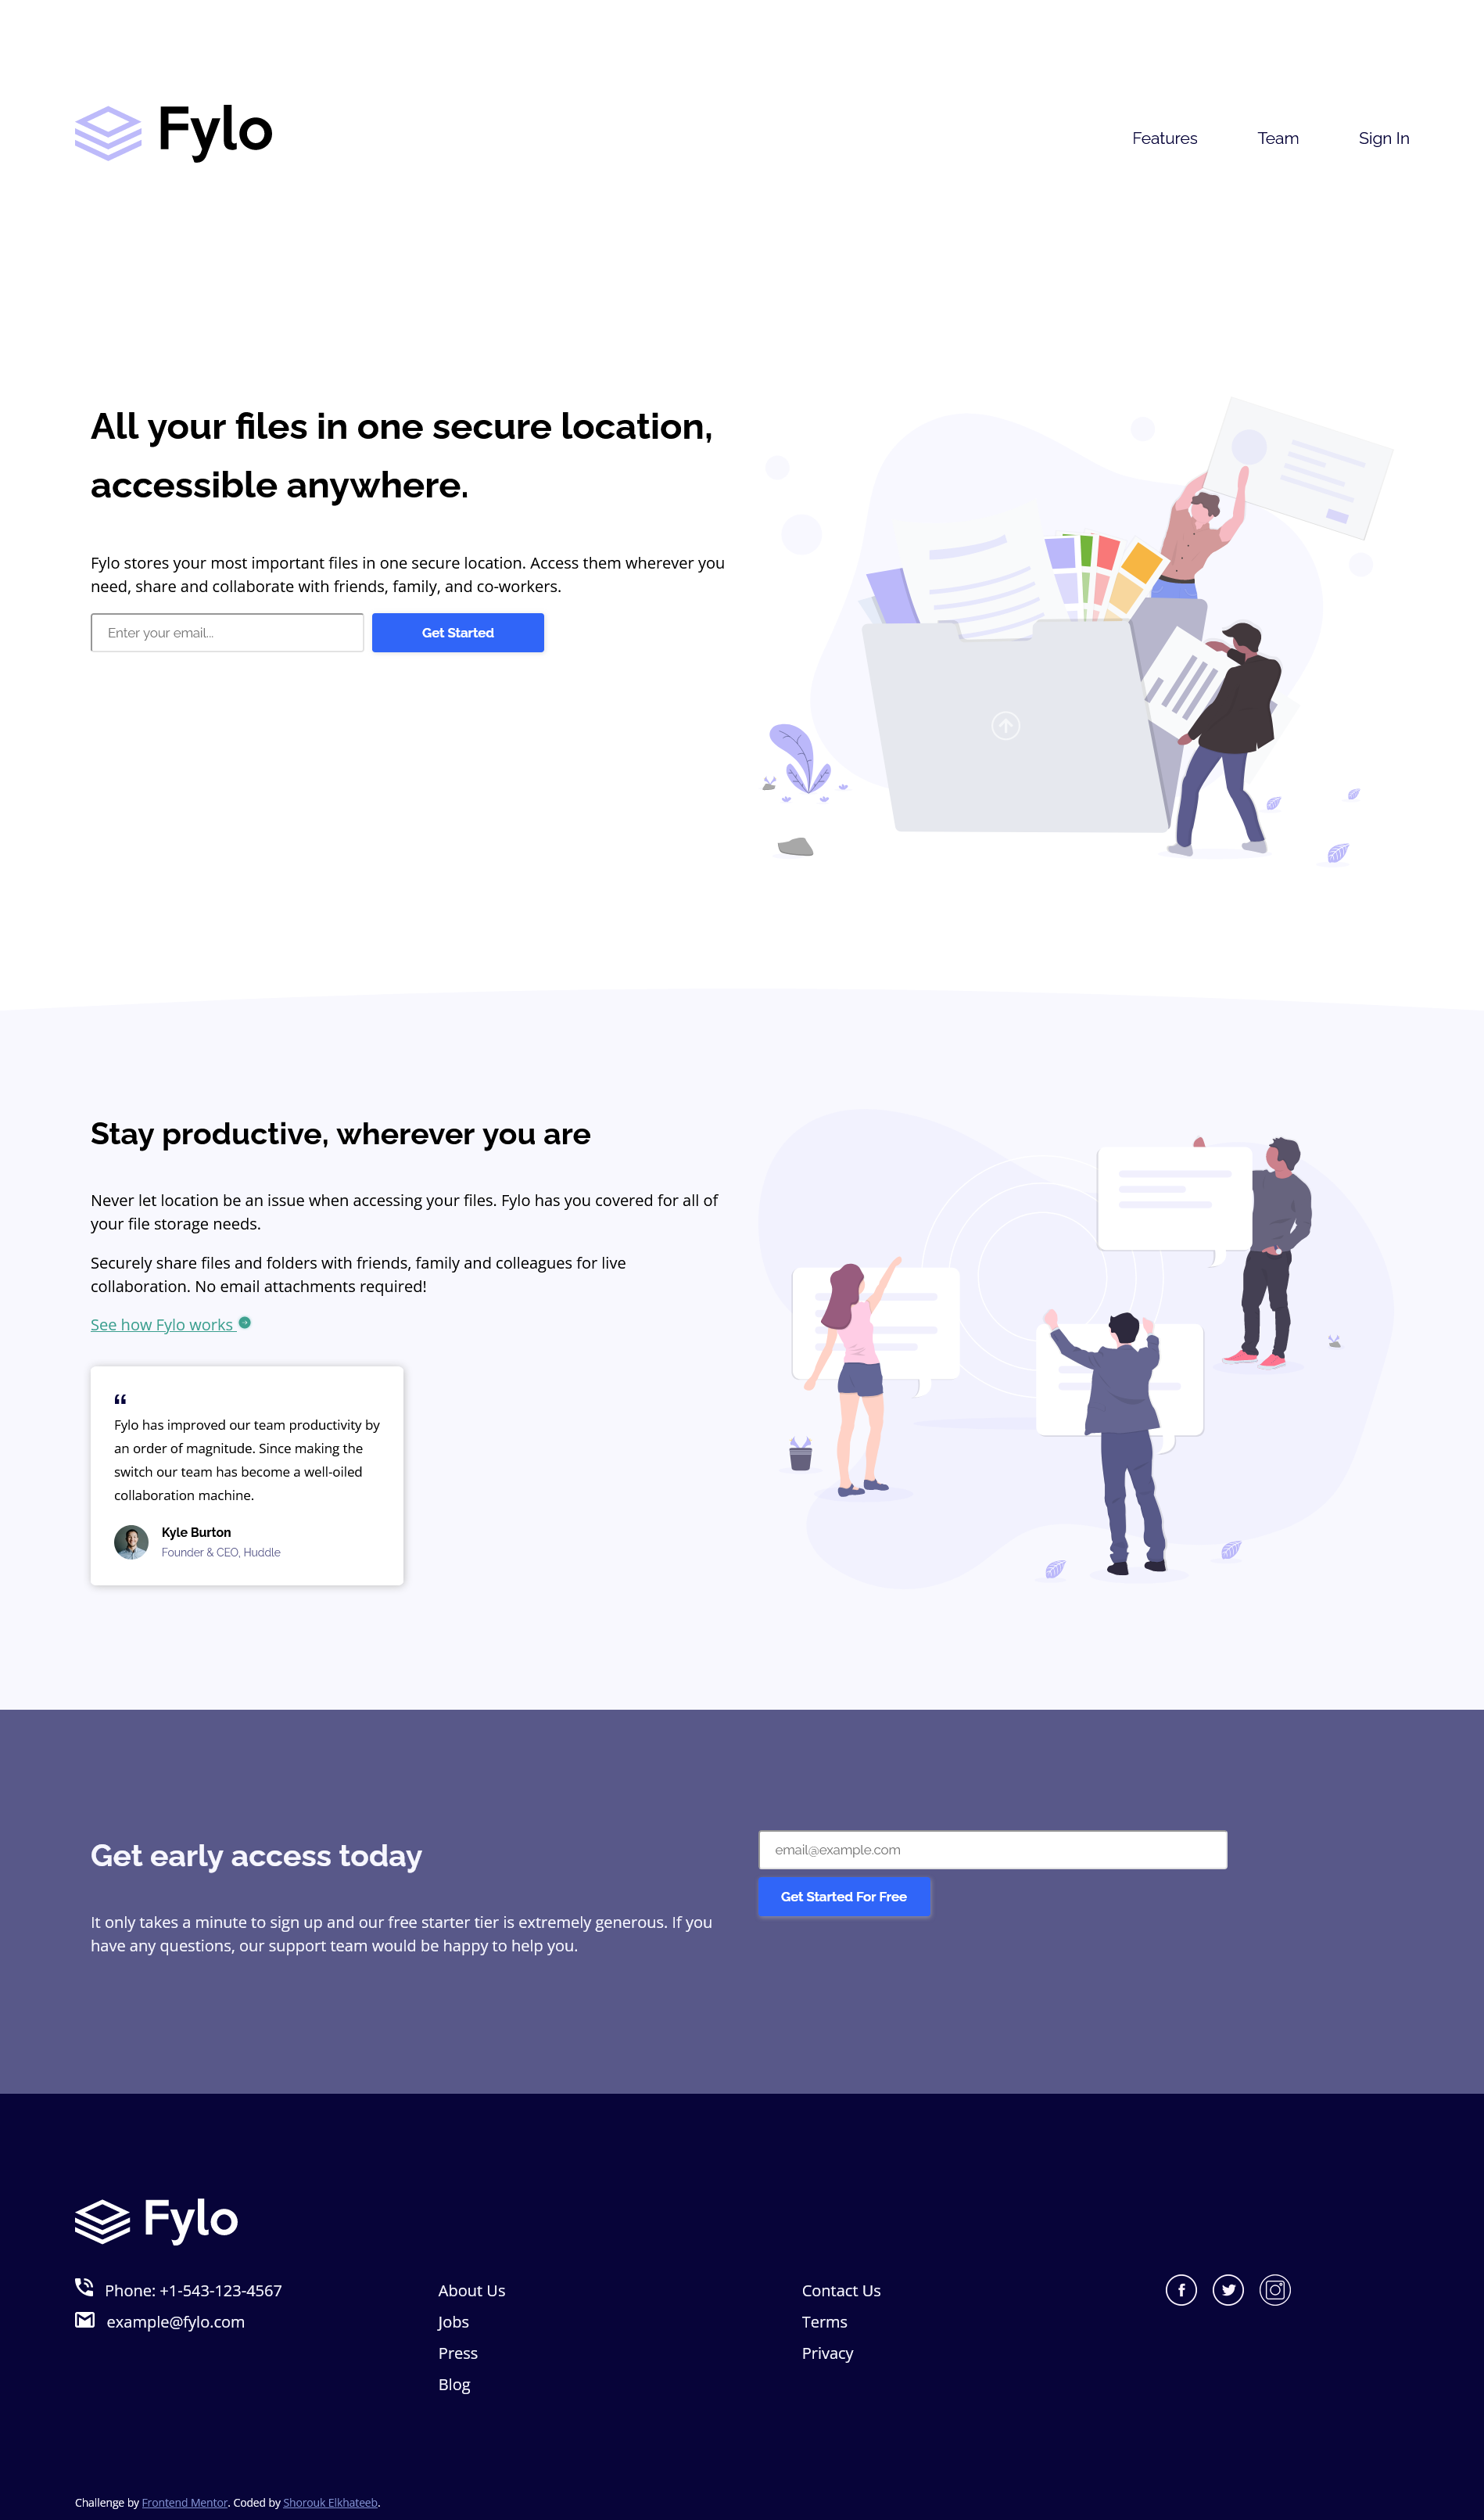 Fylo
Features
Team
Sign In
All your files in one secure location,
accessible anywhere.
Fylo stores your most important files in one secure location. Access them wherever you
need, share and collaborate with friends, family, and co-workers.
Enter your email...
Get Started
Stay productive, wherever you are
Never let location be an issue when accessing your files. Fylo has you covered for all of
your file storage needs.
Securely share files and folders with friends, family and colleagues for live
collaboration. No email attachments required!
See how Fylo works
“
Fylo has improved our team productivity by
an order of magnitude. Since making the
switch our team has become a well-oiled
collaboration machine.
Kyle Burton
Founder & CEO, Huddle
Get early access today
It only takes a minute to sign up and our free starter tier is extremely generous. If you
have any questions, our support team would be happy to help you.
email@example.com
Get Started For Free
Fylo
Phone: +1-543-123-4567
example@fylo.com
About Us
Jobs
Press
Blog
Contact Us
Terms
Privacy
Challenge by Frontend Mentor. Coded by Shorouk Elkhateeb.